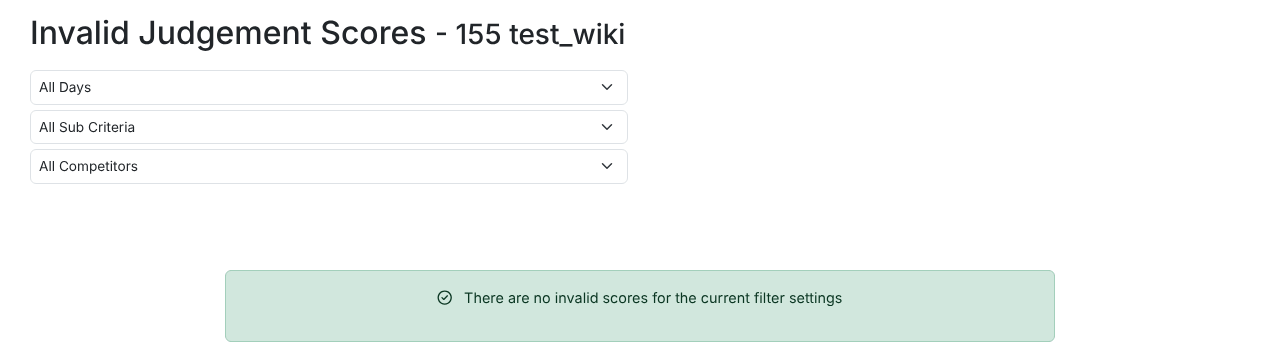 Invalid Judgement Scores - 155 test_wiki
All Days
All Sub Criteria
All Competitors
There are no invalid scores for the current filter settings